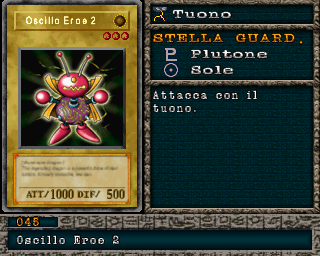 Oscillo Eroe 2
ATT/1000 DIF/ 500
Tuono
STELLA GUARD.
Plutone
Sole
Attacca con il
tuono.
045
Oscillo Eroe 2